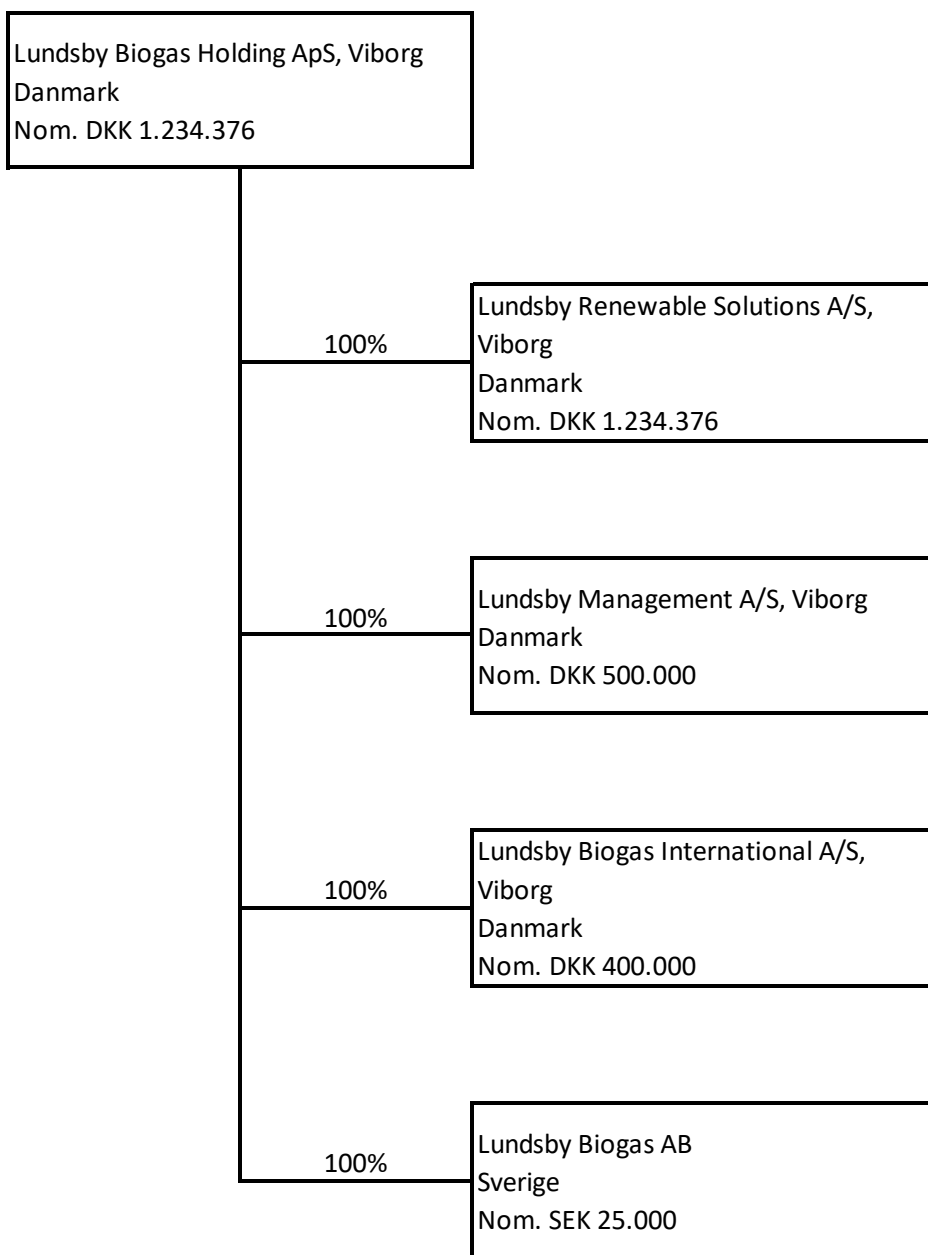 Lundsby Biogas Holding ApS, Viborg
Danmark
Nom. DKK 1.234.376
100%
Lundsby Renewable Solutions A/S,
Viborg
Danmark
Nom. DKK 1.234.376
100%
Lundsby Management A/S, Viborg
Danmark
Nom. DKK 500.000
100%
Lundsby Biogas International A/S,
Viborg
Danmark
Nom. DKK 400.000
100%
Lundsby Biogas AB
Sverige
Nom. SEK 25.000